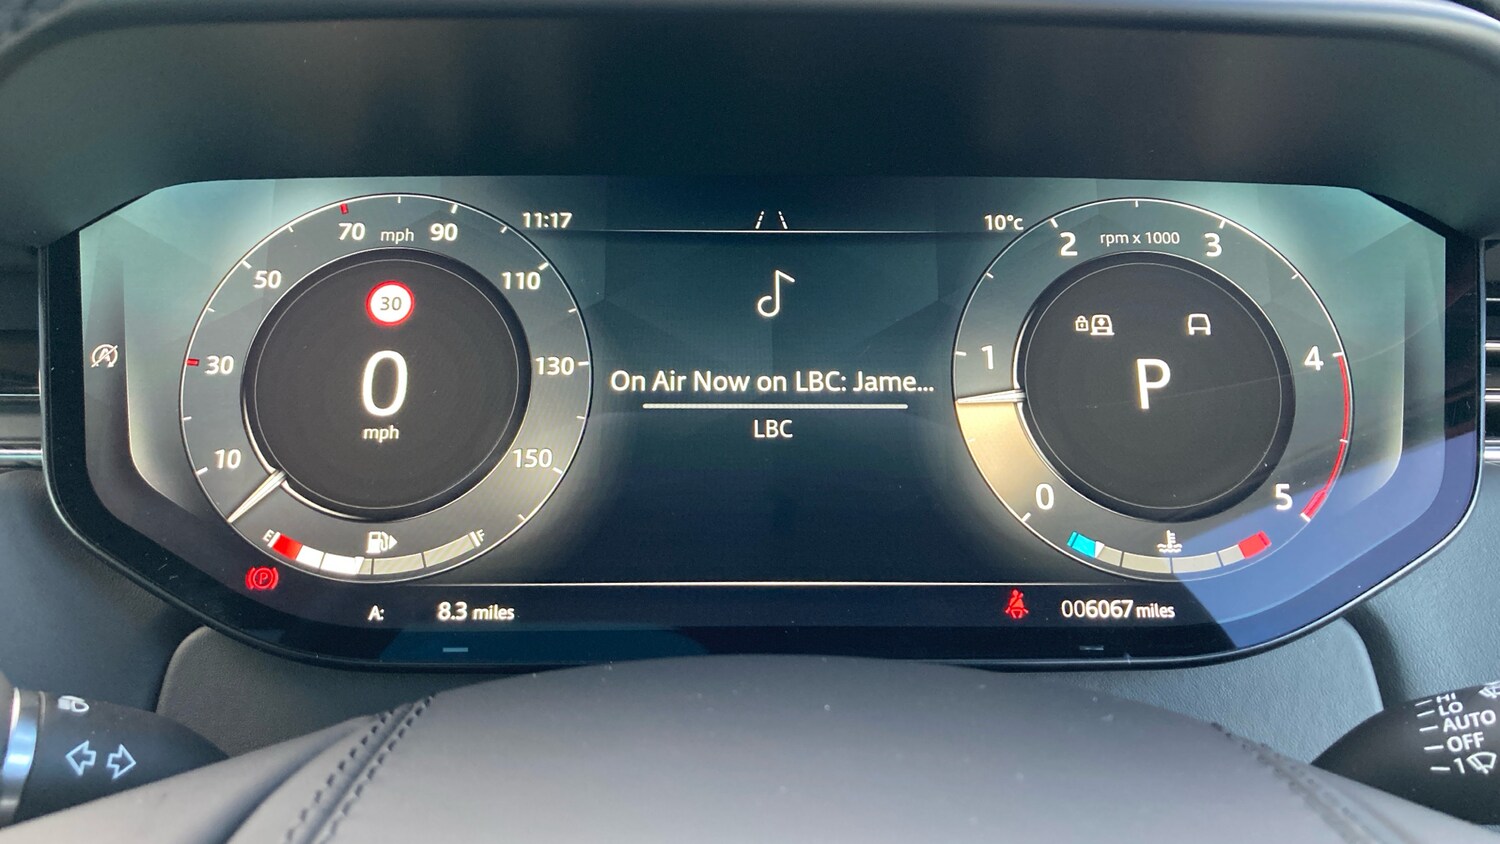 11:17
10°c
70 mph 90
50
110
30
30
130
0
mph
10
150
E
F
P
A: 8.3 miles
On Air Now on LBC: Jame...
LBC
2 rpm x 1000 3
1
4
P
0
5
006067 miles
HI
LO
AUTO
OFF
1
A